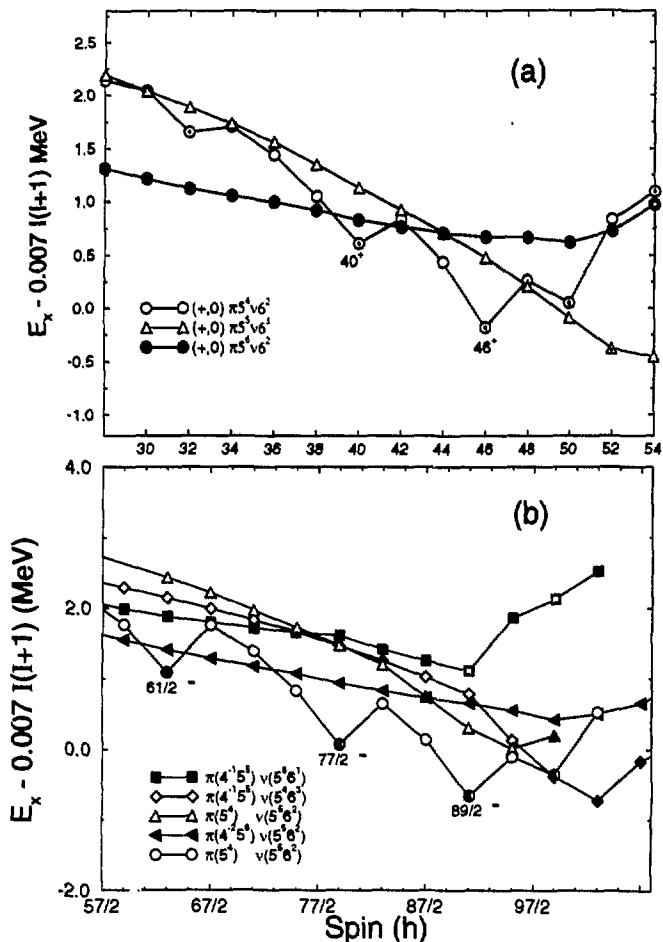 (a)
E_x - 0.007 I(I+1) MeV
2.5
2.0
1.5
1.0
0.5
0.0
-0.5
-1.0
40⁺
46⁺
(+,0) π5⁴ν6²
(+,0) π5⁵ν6³
(+,0) π5⁶ν6²
30 32 34 36 38 40 42 44 46 48 50 52 54
(b)
E_x - 0.007 I(I+1) (MeV)
4.0
2.0
0.0
-2.0
61/2 -
77/2 -
89/2 -
π(4⁻¹5⁵) ν(5⁶6¹)
π(4⁻¹5⁵) ν(5⁴6³)
π(5⁴) ν(5⁵6²)
π(4⁻²5⁶) ν(5⁵6²)
π(5⁴) ν(5⁶6²)
57/2 67/2 77/2 87/2 97/2
Spin (h)